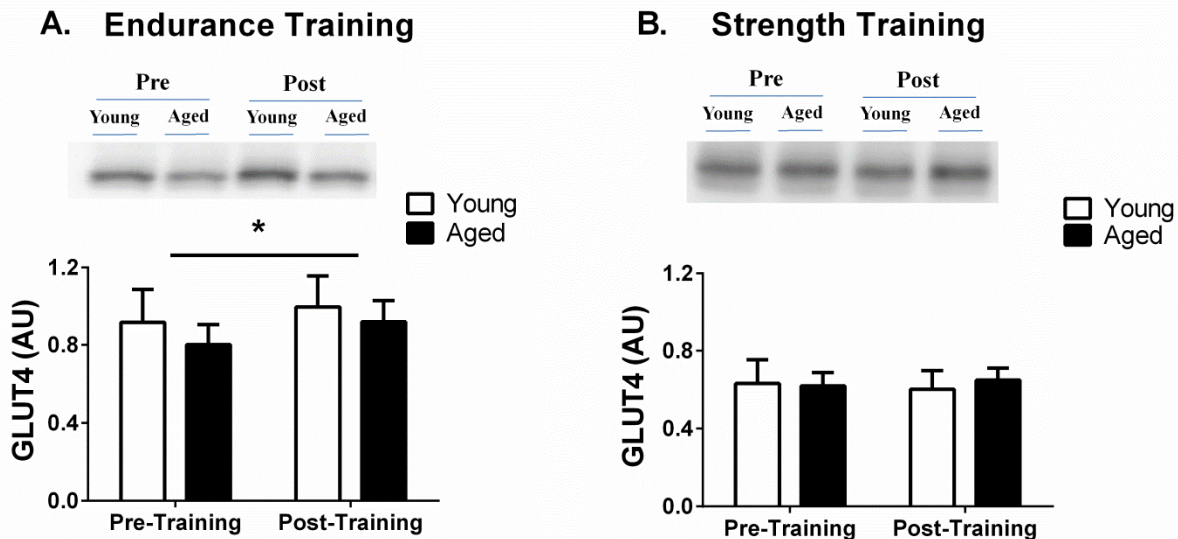 A. Endurance Training
Pre Post
Young Aged Young Aged
Young
Aged
*
GLUT4 (AU)
1.2
0.8
0.4
0.0
Pre-Training Post-Training
B. Strength Training
Pre Post
Young Aged Young Aged
Young
Aged
GLUT4 (AU)
1.2
0.8
0.4
0.0
Pre-Training Post-Training